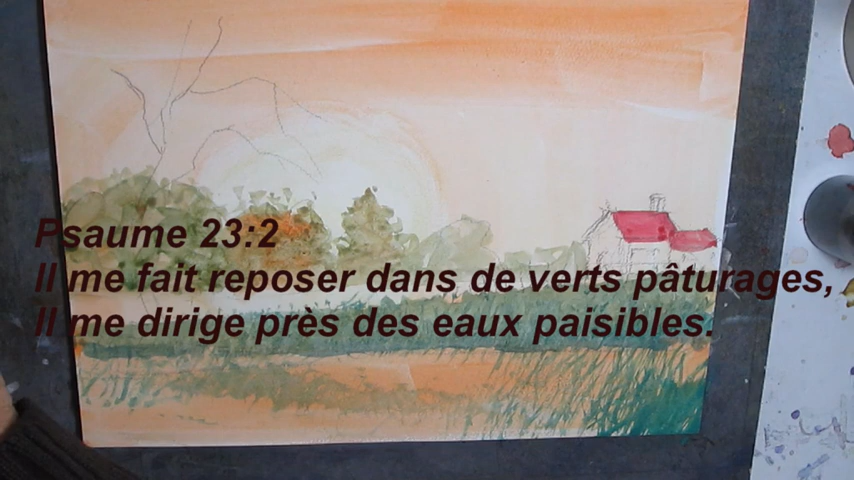 Psaume 23:2
Il me fait reposer dans de verts pâturages,
Il me dirige près des eaux paisibles.